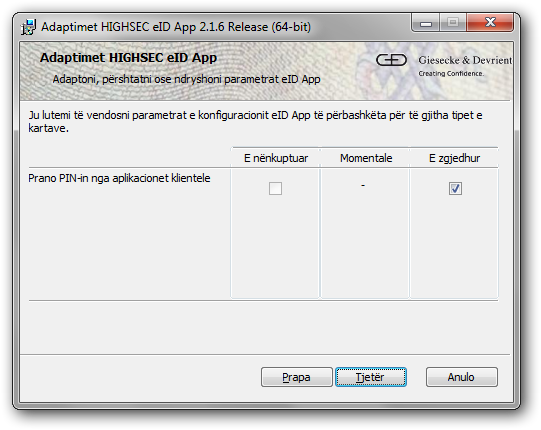 Adaptimet HIGHSEC eID App 2.1.6 Release (64-bit)
Adaptimet HIGHSEC eID App
Adaptoni, përshtatni ose ndryshoni parametrat eID App
Giesecke & Devrient
Creating Confidence.
Ju lutemi të vendosni parametrat e konfiguracionit eID App të përbashkëta për të gjitha tipet e
kartave.
E nënkuptuar Momentale E zgjedhur
Prano PIN-in nga aplikacionet klientele -
Prapa Tjetër Anulo